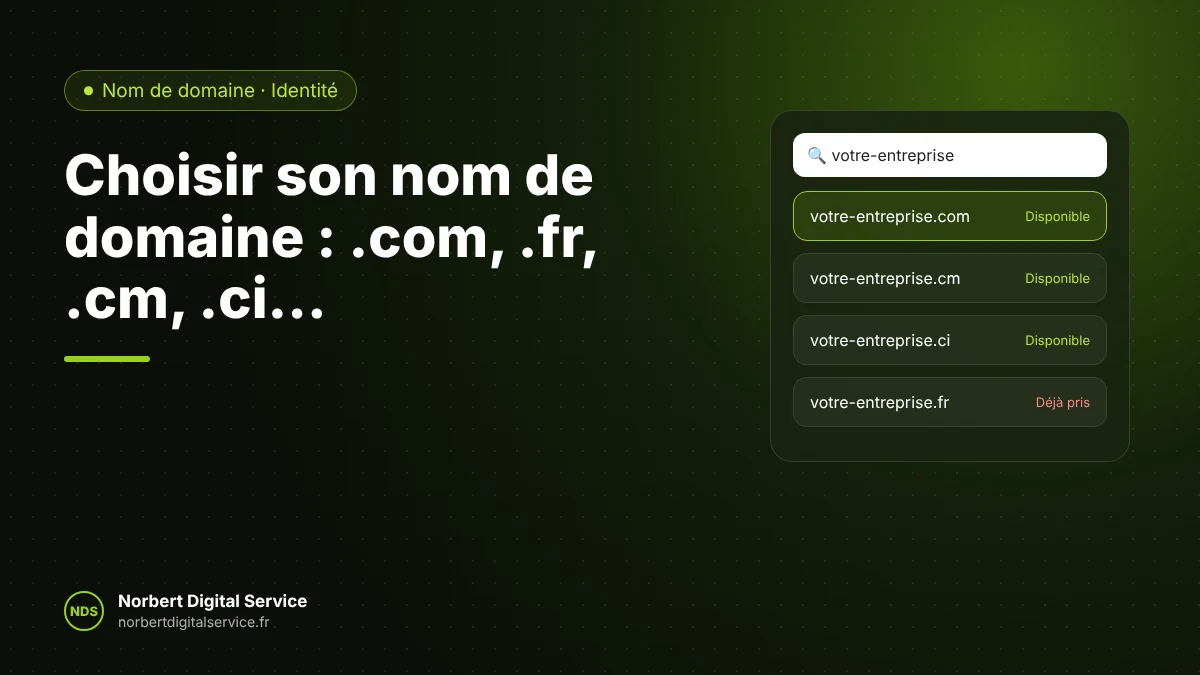 Nom de domaine · Identité
Choisir son nom de
domaine : .com, .fr,
.cm, .ci…
🔍 votre-entreprise
votre-entreprise.com Disponible
votre-entreprise.cm Disponible
votre-entreprise.ci Disponible
votre-entreprise.fr Déjà pris
NDS
Norbert Digital Service
norbertdigitalservice.fr